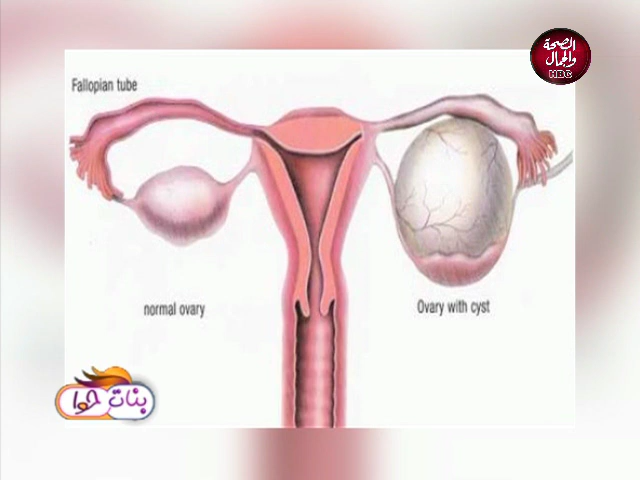 الصحة
والجمال
HBC
Fallopian tube
normal ovary
Ovary with cyst
بنات حوا